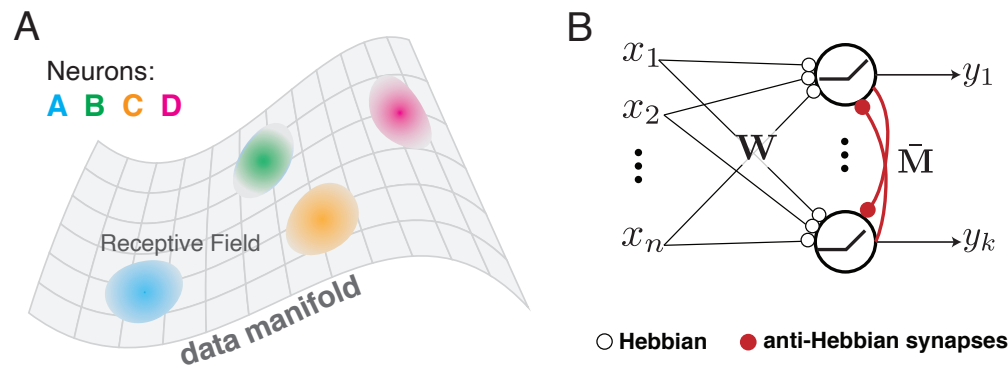 A
Neurons:
A B C D
Receptive Field
data manifold
B
x₁
x₂
xₙ
W
M̄
y₁
yₖ
Hebbian
anti-Hebbian synapses